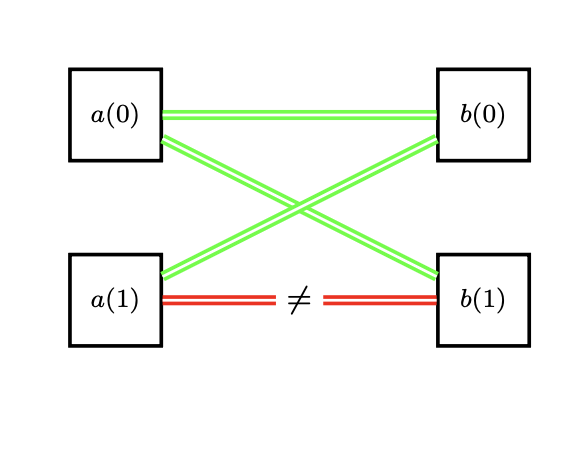 a(0) b(0)
a(1) ≠ b(1)